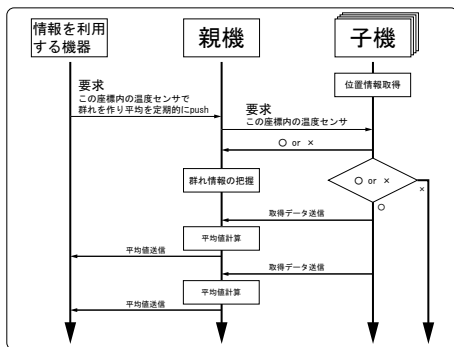 情報を利用
する機器
親機
子機
位置情報取得
要求
この座標内の温度センサで
群れを作り平均を定期的にpush
要求
この座標内の温度センサ
○ or ×
群れ情報の把握
○ or ×
×
○
取得データ送信
平均値計算
平均値送信
取得データ送信
平均値計算
平均値送信